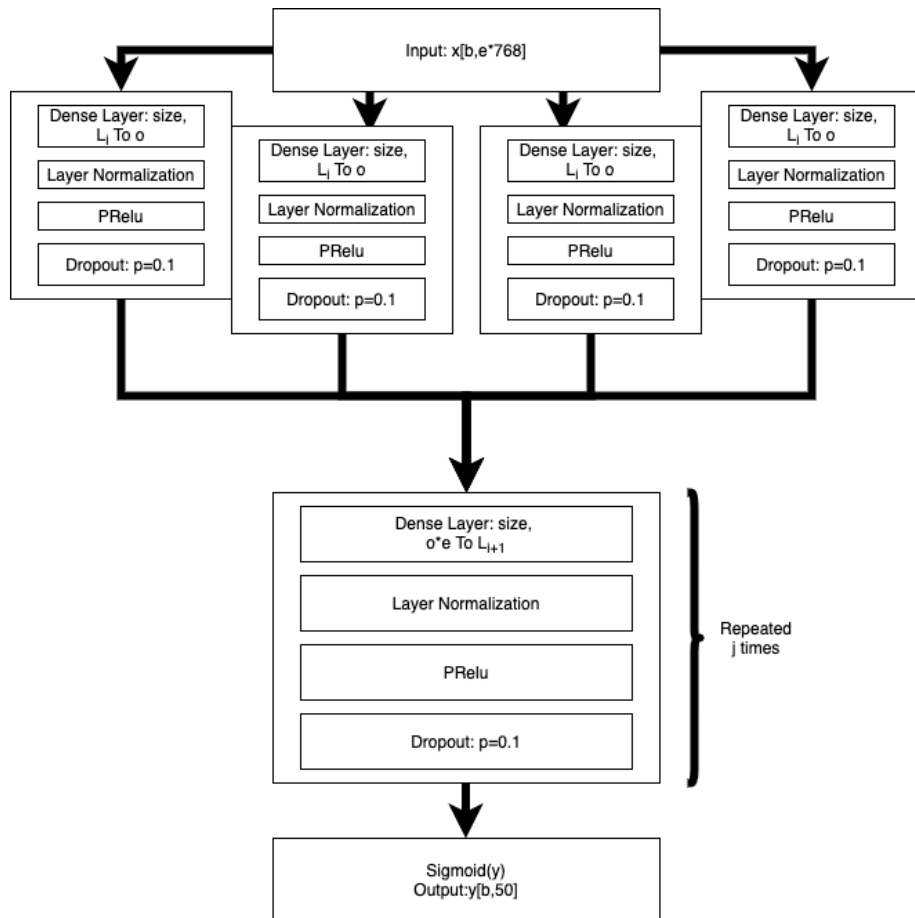 Input: x[b,e*768]
Dense Layer: size,
Lᵢ To o
Layer Normalization
PRelu
Dropout: p=0.1
Dense Layer: size,
Lᵢ To o
Layer Normalization
PRelu
Dropout: p=0.1
Dense Layer: size,
Lᵢ To o
Layer Normalization
PRelu
Dropout: p=0.1
Dense Layer: size,
Lᵢ To o
Layer Normalization
PRelu
Dropout: p=0.1
Dense Layer: size,
o*e To Lᵢ₊₁
Layer Normalization
PRelu
Dropout: p=0.1
Repeated
j times
Sigmoid(y)
Output:y[b,50]